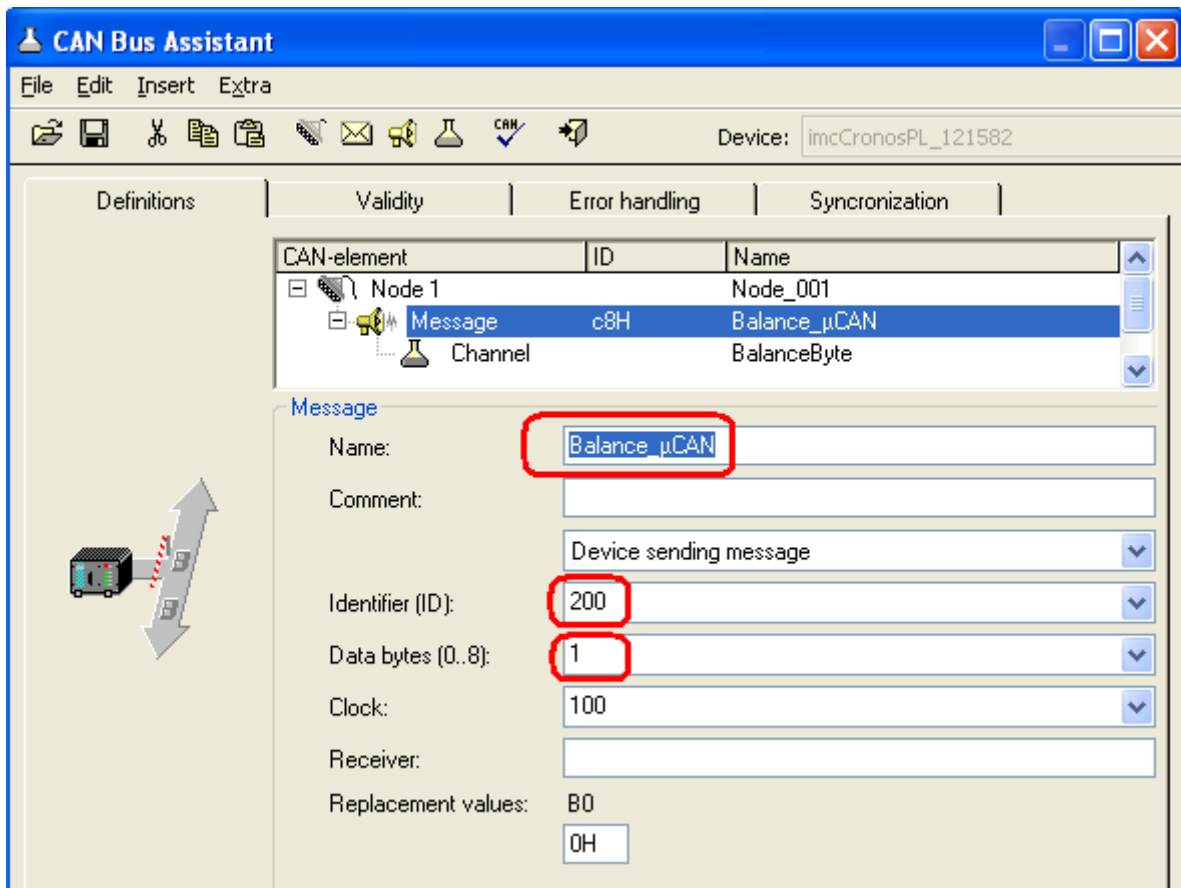 CAN Bus Assistant
File Edit Insert Extra
CAN Device: imcCronosPL_121582
Definitions Validity Error handling Syncronization
CAN-element ID Name
Node 1 Node_001
Message c8H Balance_µCAN
Channel BalanceByte
Message
Name: Balance_µCAN
Comment:
Device sending message
Identifier (ID): 200
Data bytes (0..8): 1
Clock: 100
Receiver:
Replacement values: B0
0H